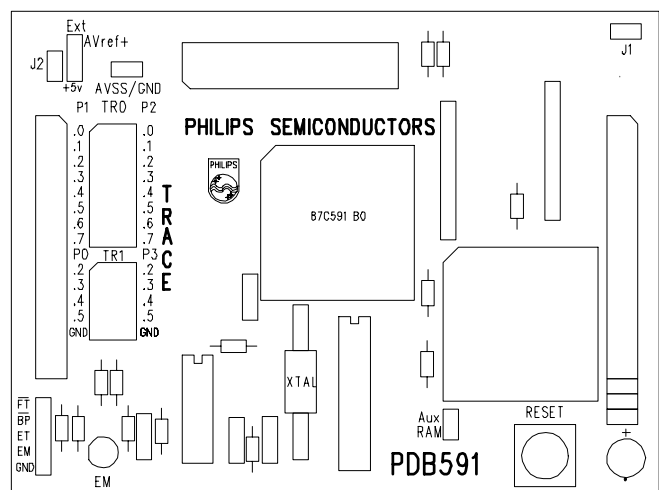 Ext
AVref+
J2
+5v
AVSS/GND
J1
P1 TR0 P2
.0 .0
.1 .1
.2 .2
.3 .3
.4 .4
.5 .5
.6 .6
.7 .7
P0 TR1 P3
.2 .2
.3 .3
.4 .4
.5 .5
GND GND
TRACE
PHILIPS SEMICONDUCTORS
PHILIPS
87C591 B0
XTAL
FT
BP
ET
EM
GND
EM
Aux
RAM
RESET
+
PDB591